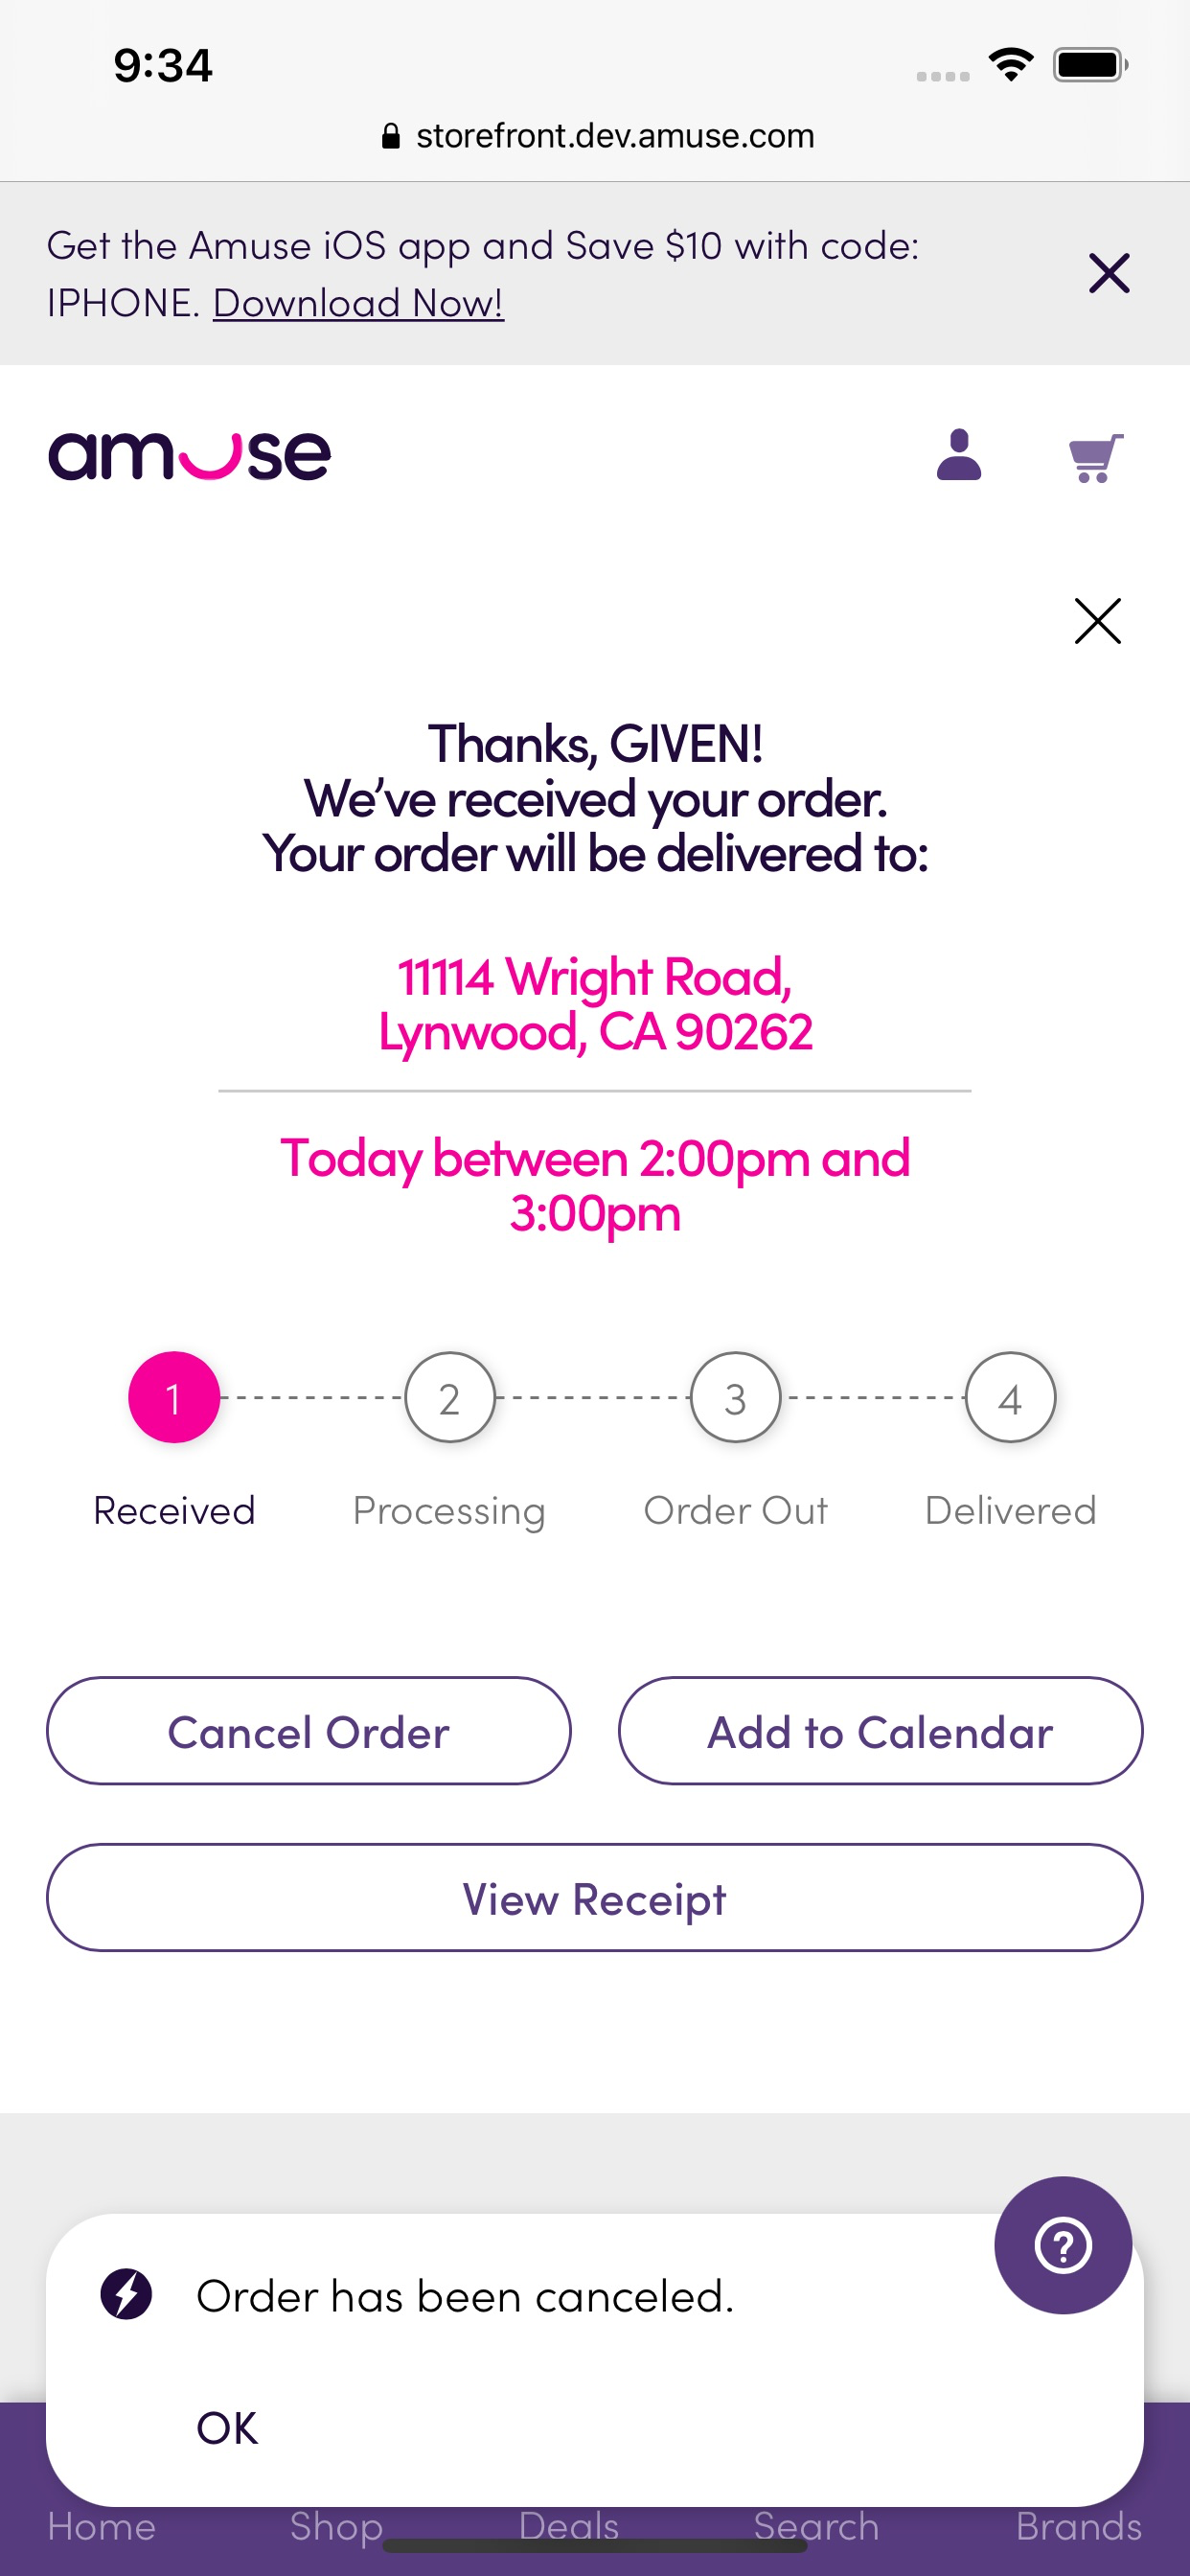 9:34
storefront.dev.amuse.com
Get the Amuse iOS app and Save $10 with code:
IPHONE. Download Now!
amuse
Thanks, GIVEN!
We’ve received your order.
Your order will be delivered to:
11114 Wright Road,
Lynwood, CA 90262
Today between 2:00pm and
3:00pm
1 2 3 4
Received Processing Order Out Delivered
Cancel Order Add to Calendar
View Receipt
?
Order has been canceled.
OK
Home Shop Deals Search Brands